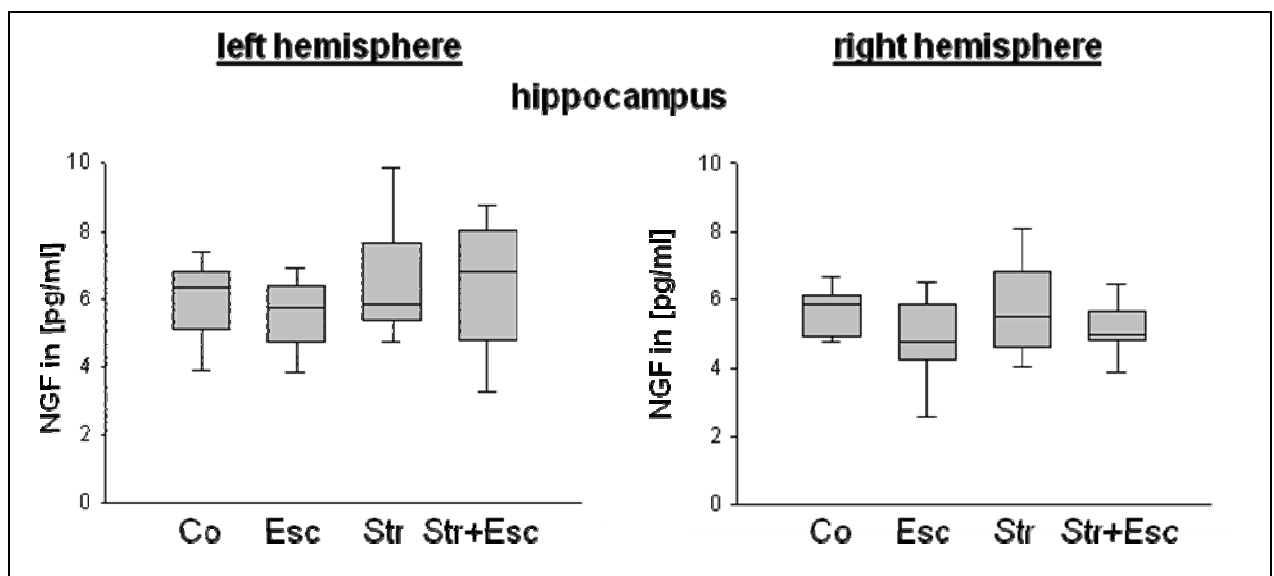 left hemisphere
right hemisphere
hippocampus
NGF in [pg/ml]
10
8
6
4
2
0
Co Esc Str Str+Esc
NGF in [pg/ml]
10
8
6
4
2
0
Co Esc Str Str+Esc